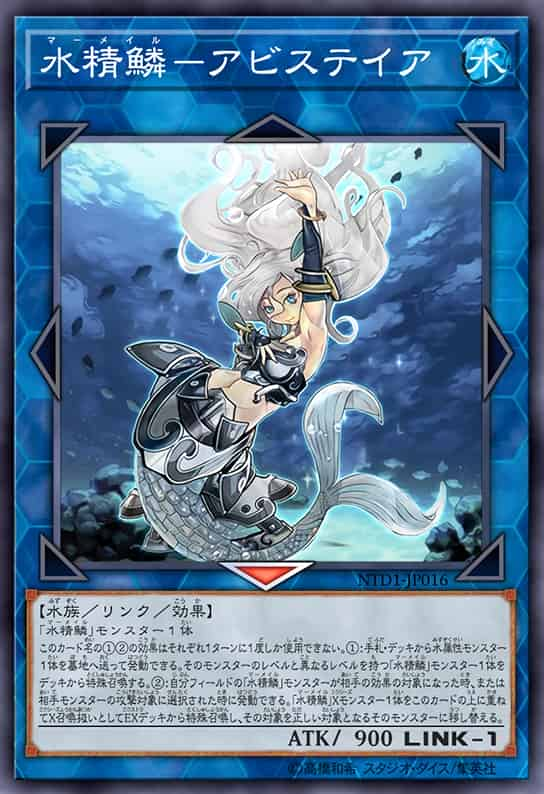 マーメイル
水精鱗－アビステイア
みず
水
NTD1-JP016
【水族／リンク／効果】
「水精鱗」モンスター１体
このカード名の①②の効果はそれぞれ１ターンに１度しか使用できない。①：手札・デッキから水属性モンスター
１体を墓地へ送って発動できる。そのモンスターのレベルと異なるレベルを持つ「水精鱗」モンスター１体を
デッキから特殊召喚する。②：自分フィールドの「水精鱗」モンスターが相手の効果の対象になった時、または
相手モンスターの攻撃対象に選択された時に発動できる。「水精鱗」Xモンスター１体をこのカードの上に重ね
てX召喚扱いとしてEXデッキから特殊召喚し、その対象を正しい対象となるそのモンスターに移し替える。
ATK/ 900 LINK-1
©高橋和希 スタジオ・ダイス/集英社